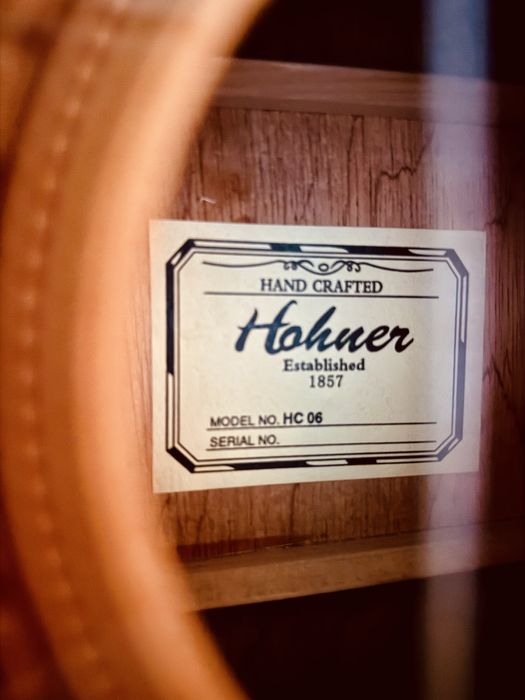 HAND CRAFTED
Hohner
Established
1857
MODEL NO. HC 06
SERIAL NO.